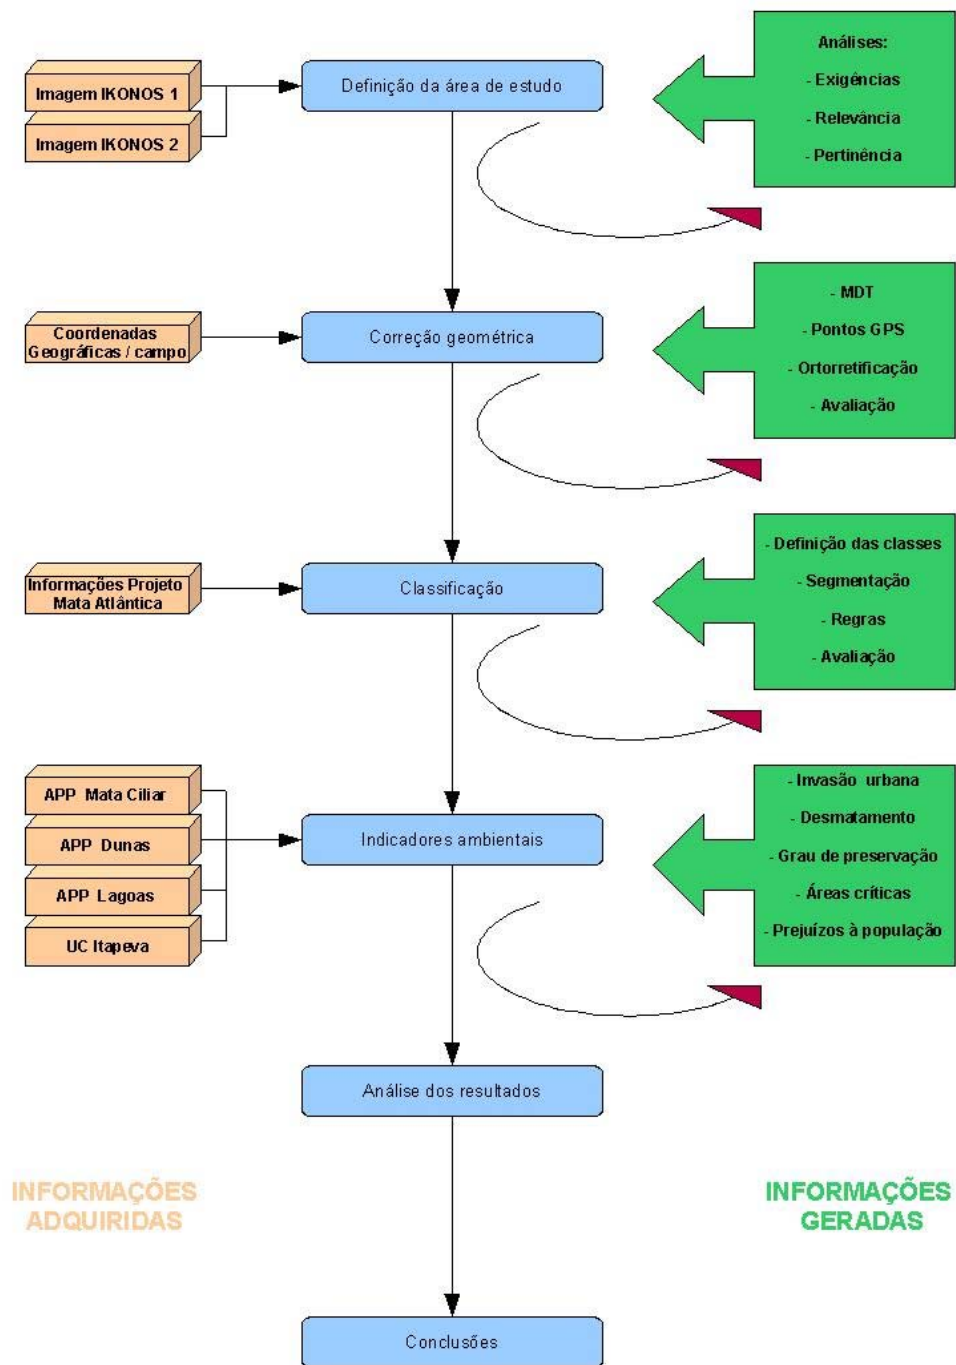 Análises:
- Exigências
- Relevância
- Pertinência
Imagem IKONOS 1
Imagem IKONOS 2
Definição da área de estudo
- MDT
- Pontos GPS
- Ortorretificação
- Avaliação
Coordenadas
Geográficas / campo
Correção geométrica
- Definição das classes
- Segmentação
- Regras
- Avaliação
Informações Projeto
Mata Atlântica
Classificação
- Invasão urbana
- Desmatamento
- Grau de preservação
- Áreas críticas
- Prejuízos à população
APP Mata Ciliar
APP Dunas
APP Lagoas
UC Itapeva
Indicadores ambientais
Análise dos resultados
INFORMAÇÕES
ADQUIRIDAS
INFORMAÇÕES
GERADAS
Conclusões